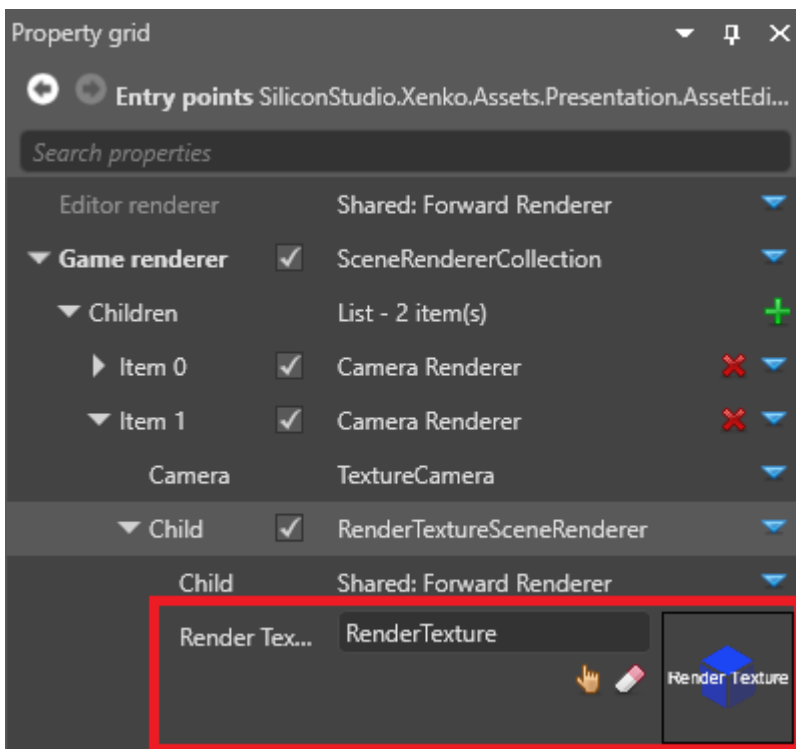 Property grid
Entry points SiliconStudio.Xenko.Assets.Presentation.AssetEdi...
Search properties
Editor renderer Shared: Forward Renderer
Game renderer SceneRendererCollection
Children List - 2 item(s)
Item 0 Camera Renderer
Item 1 Camera Renderer
Camera TextureCamera
Child RenderTextureSceneRenderer
Child Shared: Forward Renderer
Render Tex... RenderTexture
Render Texture